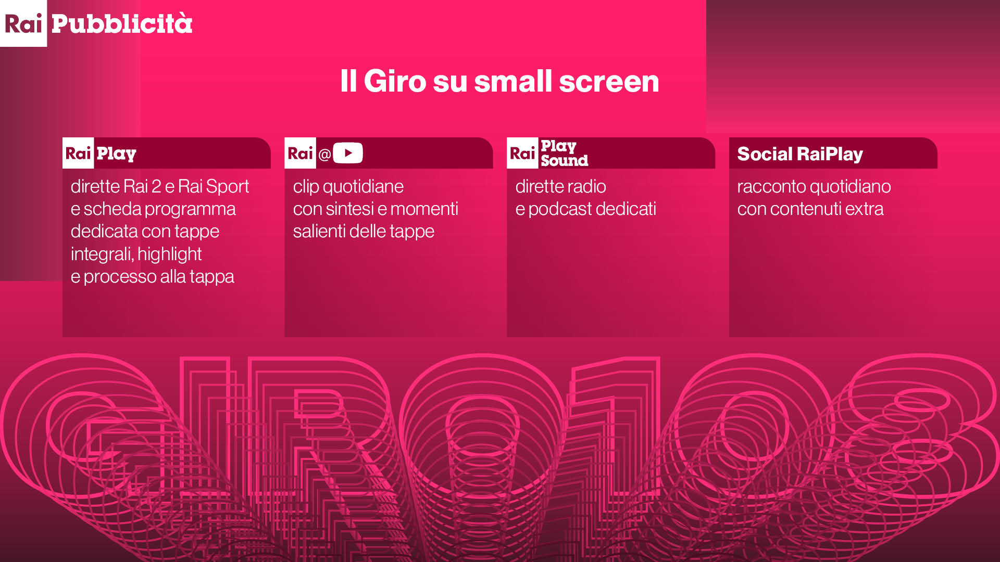 Rai Pubblicità
Il Giro su small screen
Rai Play
dirette Rai 2 e Rai Sport
e scheda programma
dedicata con tappe
integrali, highlight
e processo alla tappa
Rai @
clip quotidiane
con sintesi e momenti
salienti delle tappe
Rai Play
Sound
dirette radio
e podcast dedicati
Social RaiPlay
racconto quotidiano
con contenuti extra
GIRO108